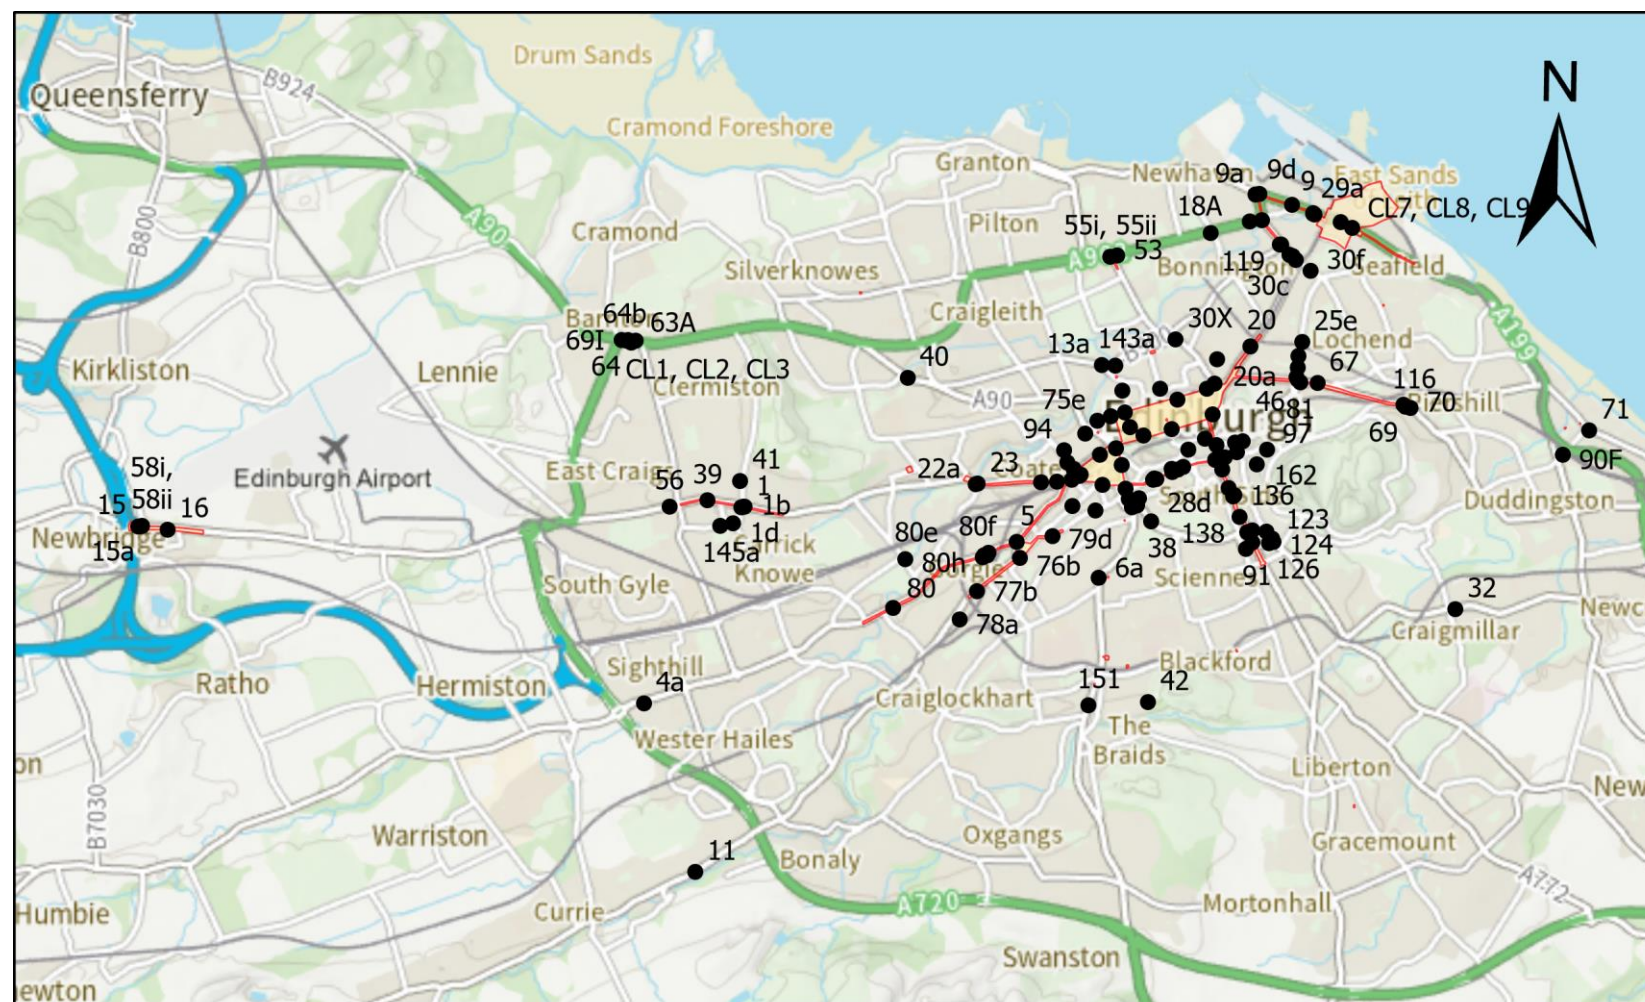 Drum Sands
N
B924
Queensferry
Cramond Foreshore
Granton
Newhaven
9a
9d
9
29a
East Sands
CL7, CL8, CL9
18A
B800
A90
Cramond
Pilton
55i, 55ii
53
Silverknowes
119
Bonnington
30f
Seafield
30c
Craigleith
64b
63A
69I
30X
20
25e
Lochend
A199
13a
143a
67
Kirkliston
Lennie
64
CL1, CL2, CL3
40
Clermiston
A90
20a
116
70
75e
Edinburgh
46
81
71
94
97
69
Edinburgh Airport
East Craigs
41
22a
23
162
90F
58i,
58ii
56
39
1
1b
28d
136
Duddingston
15
16
Newbridge
15a
1d
145a
Knowe
80e
80f
5
79d
38
138
123
124
South Gyle
80h
76b
6a
91
126
80
77b
32
78a
Craigmillar
Sighthill
Blackford
Ratho
Hermiston
4a
Craiglockhart
151
42
The
Braids
Wester Hailes
Liberton
B7030
Warriston
11
Bonaly
Oxgangs
Gracemount
A772
Humbie
Currie
A720
Mortonhall
Swanston